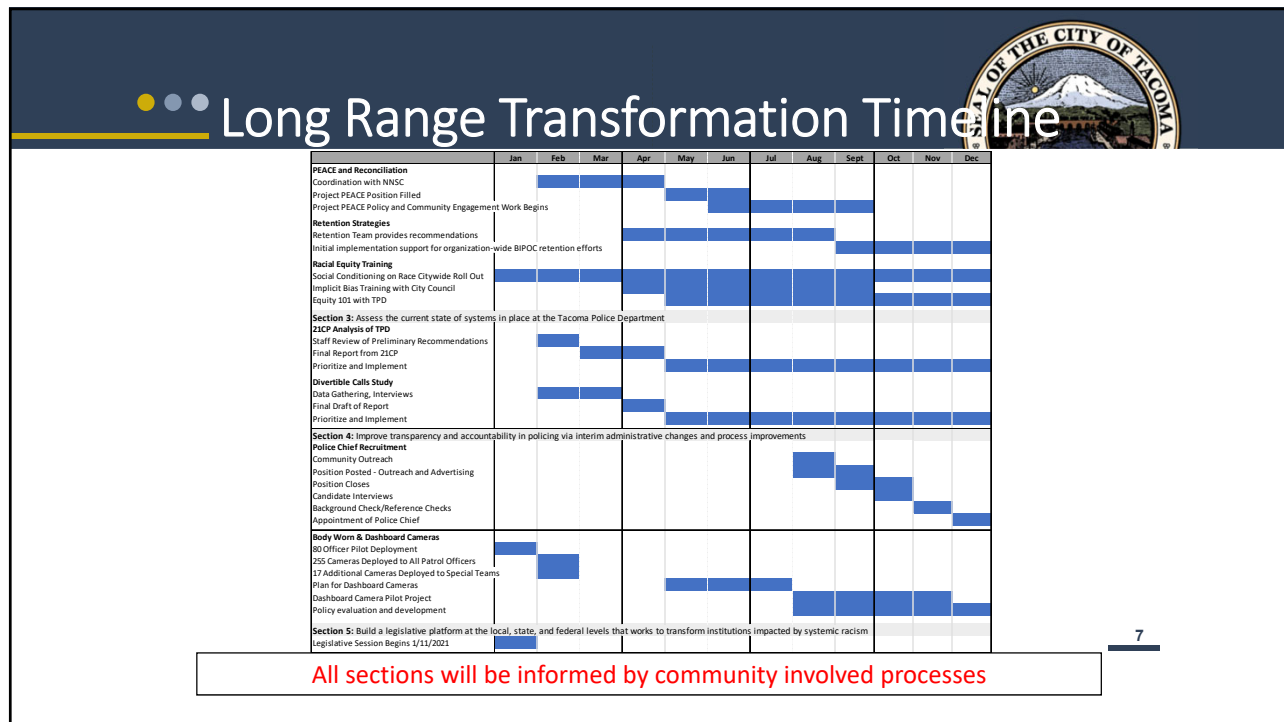 SEAL OF THE CITY OF TACOMA
Long Range Transformation Timeline
Jan Feb Mar Apr May Jun Jul Aug Sept Oct Nov Dec
PEACE and Reconciliation
Coordination with NNSC
Project PEACE Position Filled
Project PEACE Policy and Community Engagement Work Begins
Retention Strategies
Retention Team provides recommendations
Initial implementation support for organization-wide BIPOC retention efforts
Racial Equity Training
Social Conditioning on Race Citywide Roll Out
Implicit Bias Training with City Council
Equity 101 with TPD
Section 3: Assess the current state of systems in place at the Tacoma Police Department
21CP Analysis of TPD
Staff Review of Preliminary Recommendations
Final Report from 21CP
Prioritize and Implement
Divertible Calls Study
Data Gathering, Interviews
Final Draft of Report
Prioritize and Implement
Section 4: Improve transparency and accountability in policing via interim administrative changes and process improvements
Police Chief Recruitment
Community Outreach
Position Posted - Outreach and Advertising
Position Closes
Candidate Interviews
Background Check/Reference Checks
Appointment of Police Chief
Body Worn & Dashboard Cameras
80 Officer Pilot Deployment
255 Cameras Deployed to All Patrol Officers
17 Additional Cameras Deployed to Special Teams
Plan for Dashboard Cameras
Dashboard Camera Pilot Project
Policy evaluation and development
Section 5: Build a legislative platform at the local, state, and federal levels that works to transform institutions impacted by systemic racism
Legislative Session Begins 1/11/2021
7
All sections will be informed by community involved processes